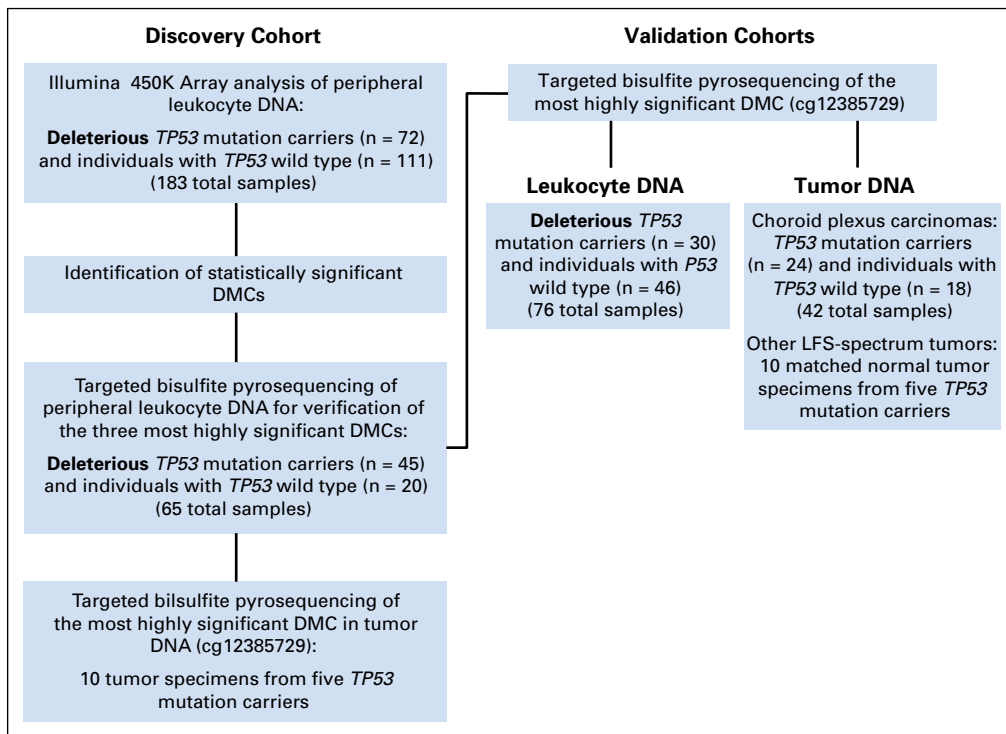 Discovery Cohort
Illumina 450K Array analysis of peripheral
leukocyte DNA:
Deleterious TP53 mutation carriers (n = 72)
and individuals with TP53 wild type (n = 111)
(183 total samples)
Identification of statistically significant
DMCs
Targeted bisulfite pyrosequencing of
peripheral leukocyte DNA for verification of
the three most highly significant DMCs:
Deleterious TP53 mutation carriers (n = 45)
and individuals with TP53 wild type (n = 20)
(65 total samples)
Targeted bilsulfite pyrosequencing of
the most highly significant DMC in tumor
DNA (cg12385729):
10 tumor specimens from five TP53
mutation carriers
Validation Cohorts
Targeted bisulfite pyrosequencing of the
most highly significant DMC (cg12385729)
Leukocyte DNA
Deleterious TP53
mutation carriers (n = 30)
and individuals with P53
wild type (n = 46)
(76 total samples)
Tumor DNA
Choroid plexus carcinomas:
TP53 mutation carriers
(n = 24) and individuals with
TP53 wild type (n = 18)
(42 total samples)
Other LFS-spectrum tumors:
10 matched normal tumor
specimens from five TP53
mutation carriers